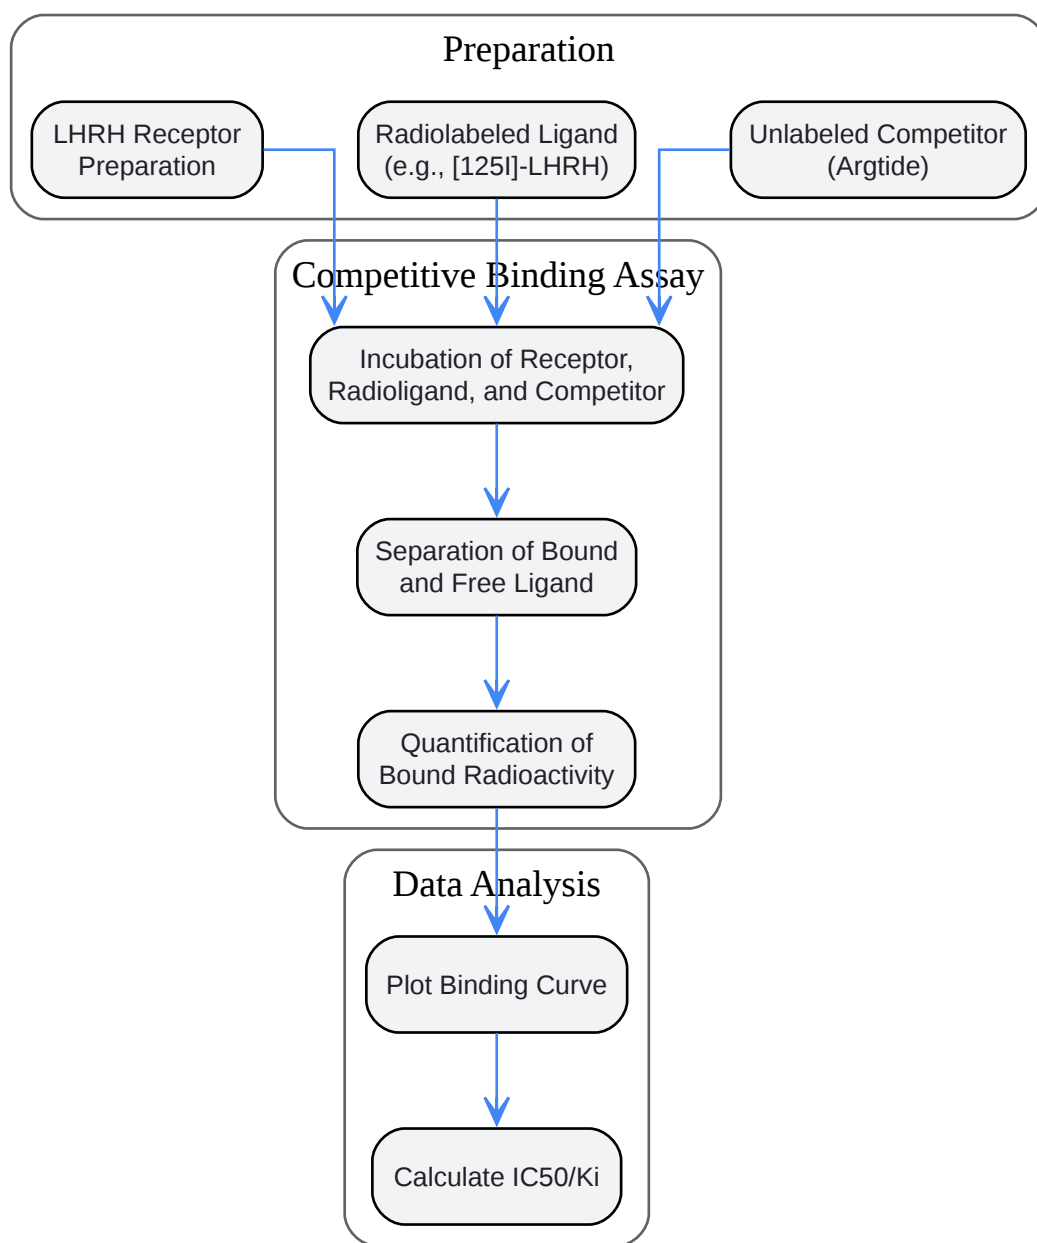 Preparation
LHRH Receptor
Preparation
Radiolabeled Ligand
(e.g., [125I]-LHRH)
Unlabeled Competitor
(Argtide)
Competitive Binding Assay
Incubation of Receptor,
Radioligand, and Competitor
Separation of Bound
and Free Ligand
Quantification of
Bound Radioactivity
Data Analysis
Plot Binding Curve
Calculate IC50/Ki